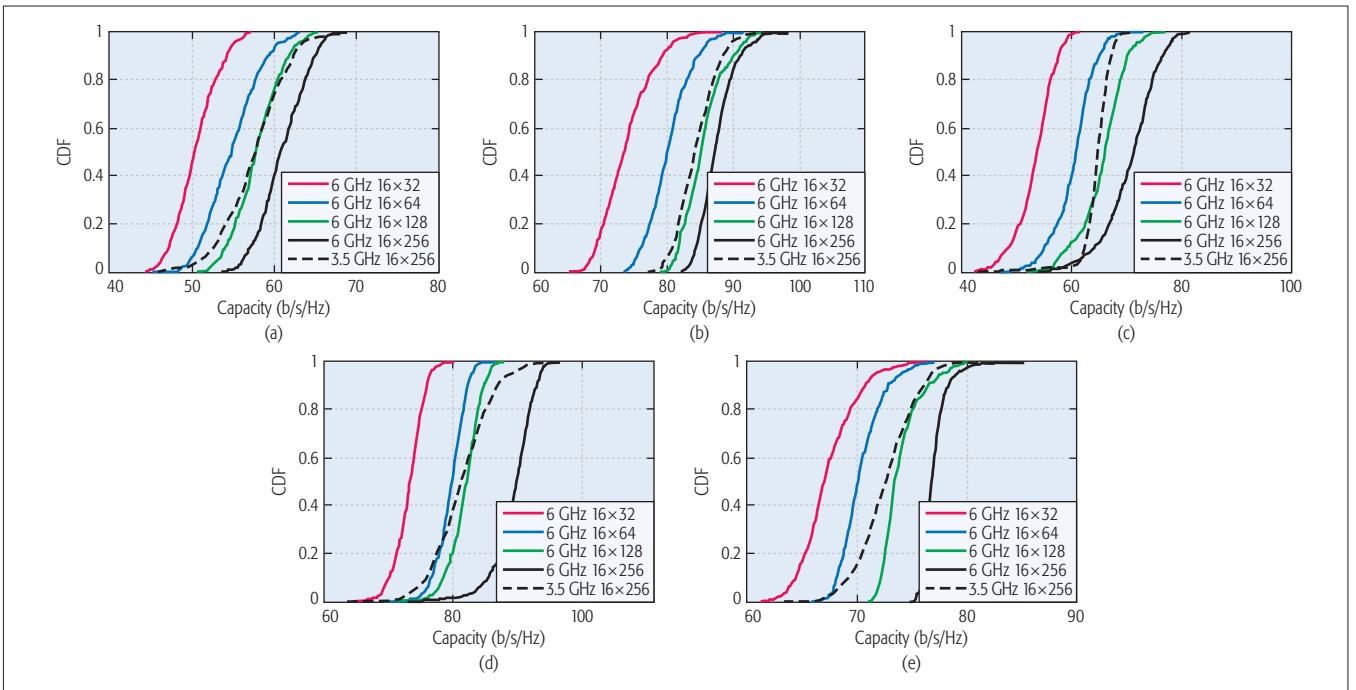 1
0.8
0.6
0.4
0.2
0
CDF
40 50 60 70 80
Capacity (b/s/Hz)
(a)
6 GHz 16×32
6 GHz 16×64
6 GHz 16×128
6 GHz 16×256
3.5 GHz 16×256
1
0.8
0.6
0.4
0.2
0
CDF
60 65 70 80 90 100 110
Capacity (b/s/Hz)
(b)
6 GHz 16×32
6 GHz 16×64
6 GHz 16×128
6 GHz 16×256
3.5 GHz 16×256
1
0.8
0.6
0.4
0.2
0
CDF
40 60 80 100
Capacity (b/s/Hz)
(c)
6 GHz 16×32
6 GHz 16×64
6 GHz 16×128
6 GHz 16×256
3.5 GHz 16×256
1
0.8
0.6
0.4
0.2
0
CDF
60 80 100
Capacity (b/s/Hz)
(d)
6 GHz 16×32
6 GHz 16×64
6 GHz 16×128
6 GHz 16×256
3.5 GHz 16×256
1
0.8
0.6
0.4
0.2
0
CDF
60 70 80 90
Capacity (b/s/Hz)
(e)
6 GHz 16×32
6 GHz 16×64
6 GHz 16×128
6 GHz 16×256
3.5 GHz 16×256